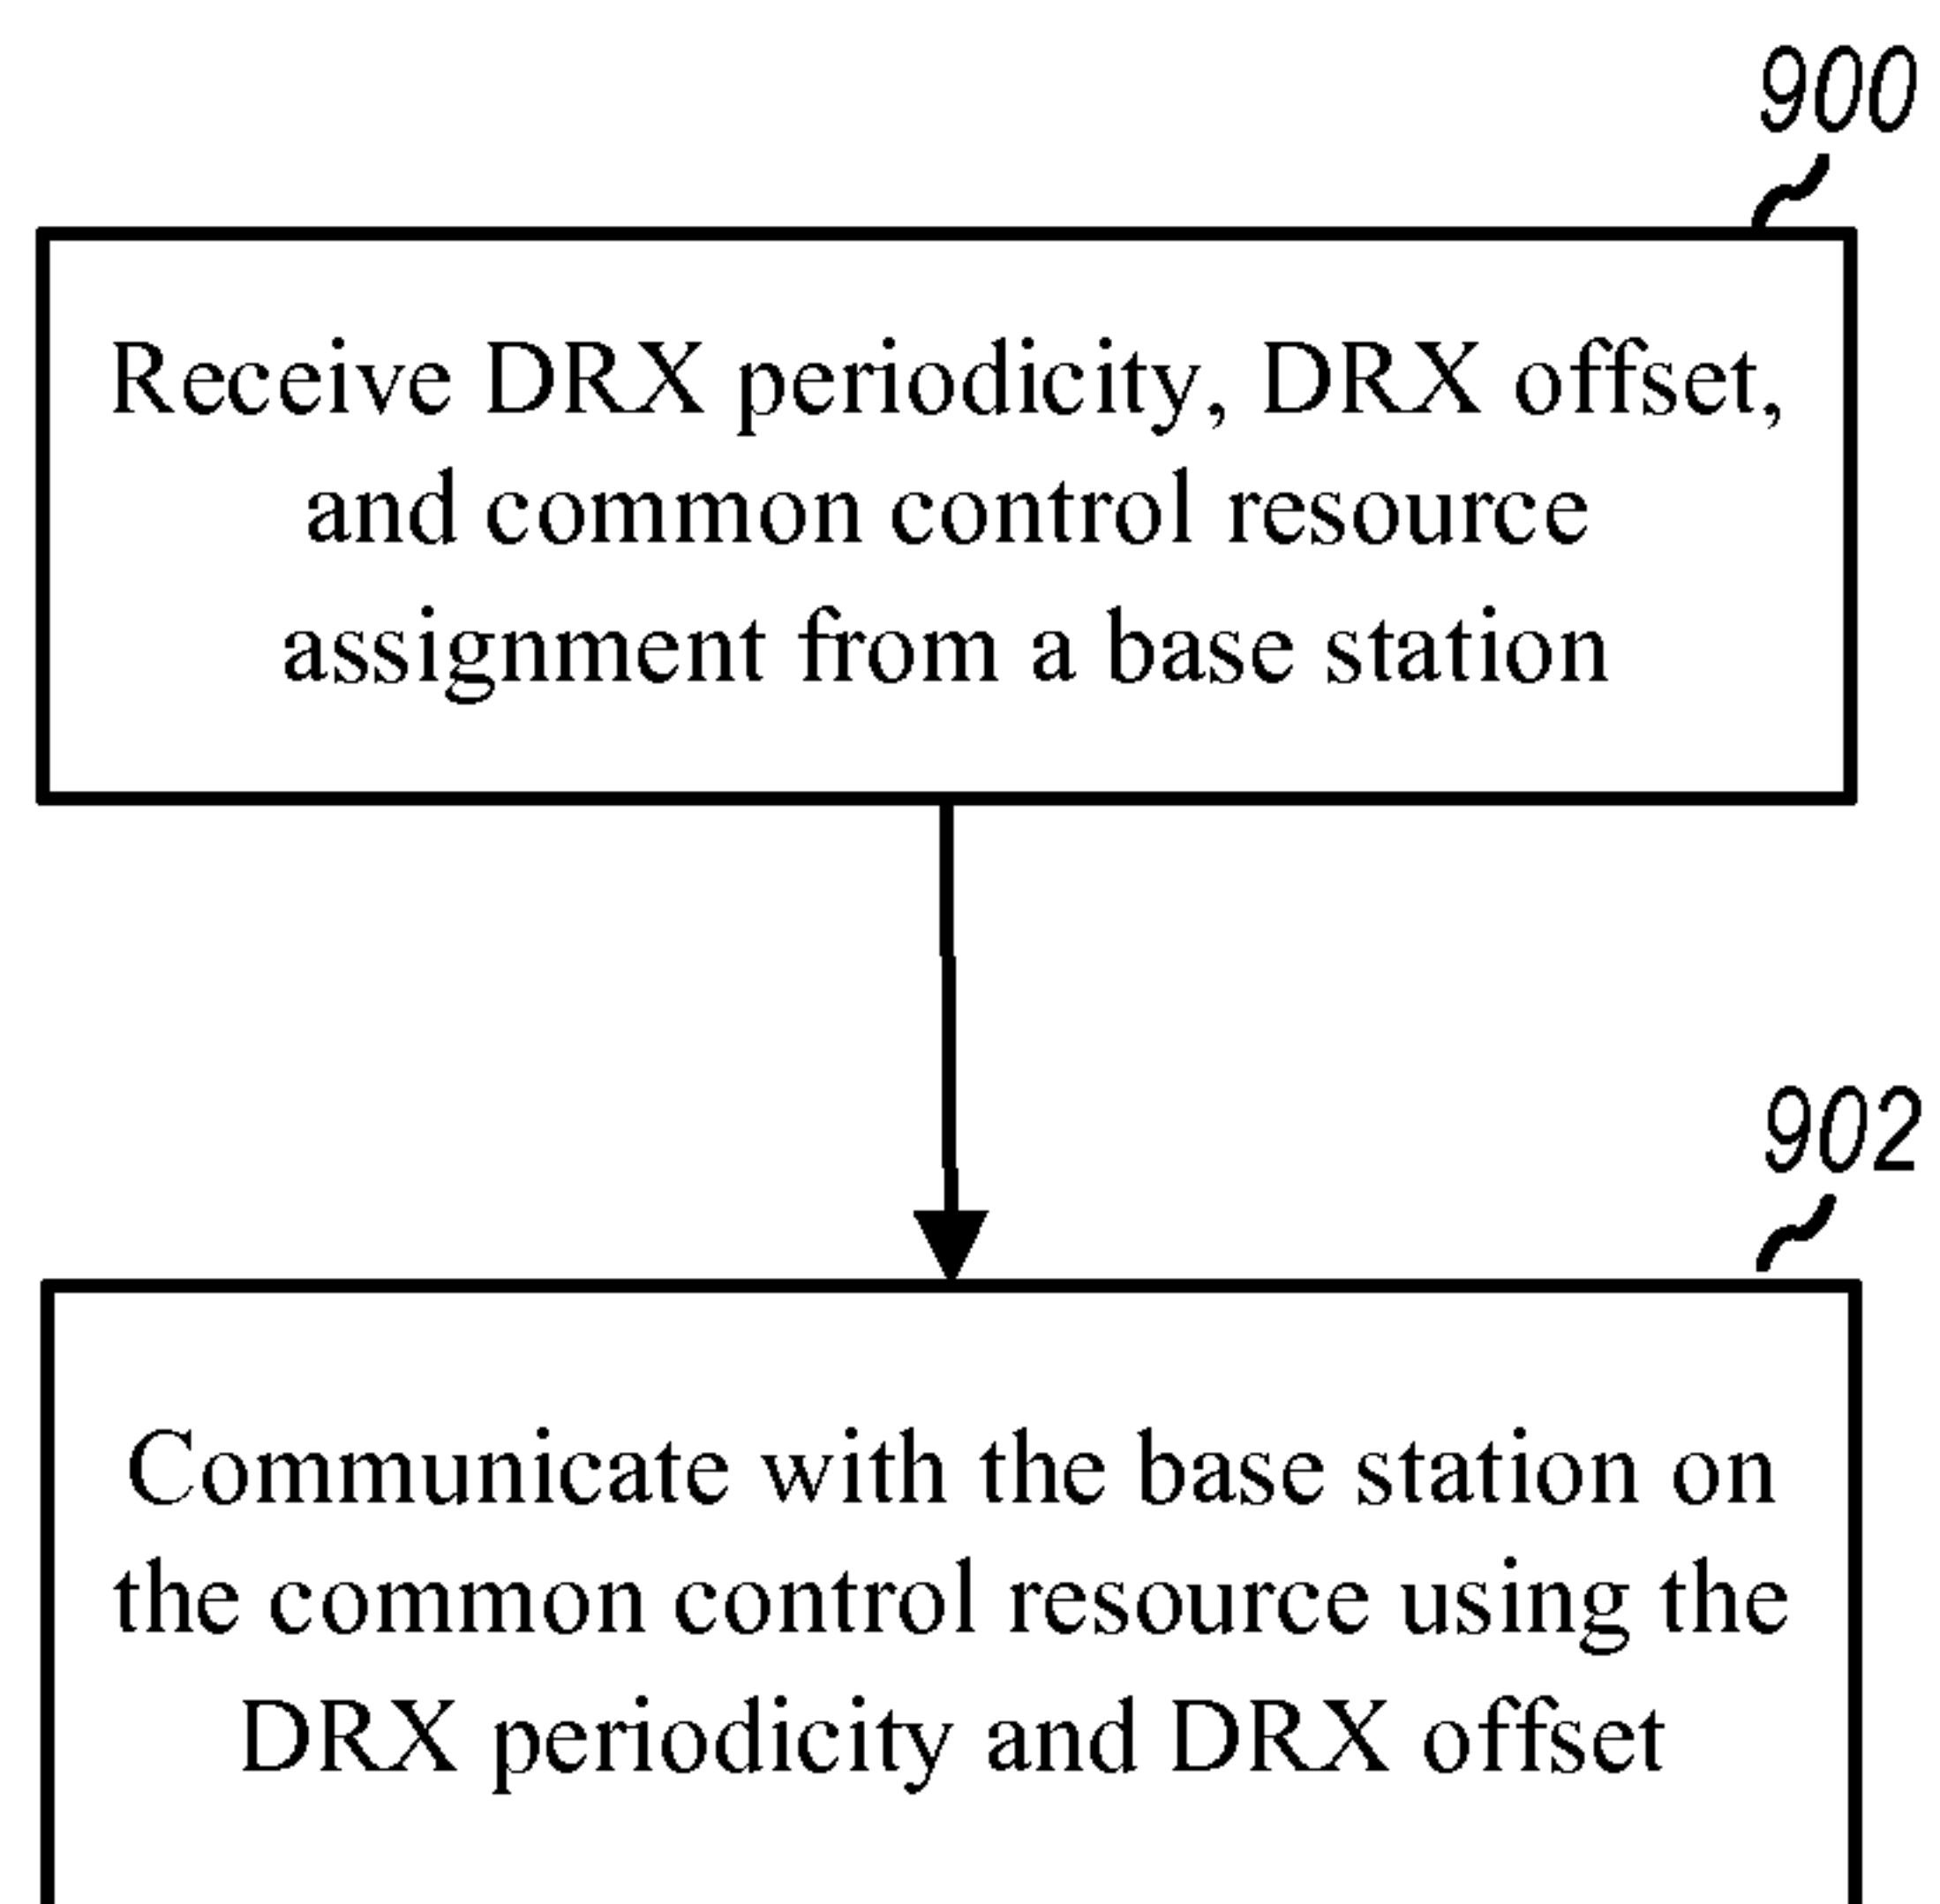 900
Receive DRX periodicity, DRX offset,
and common control resource
assignment from a base station
902
Communicate with the base station on
the common control resource using the
DRX periodicity and DRX offset